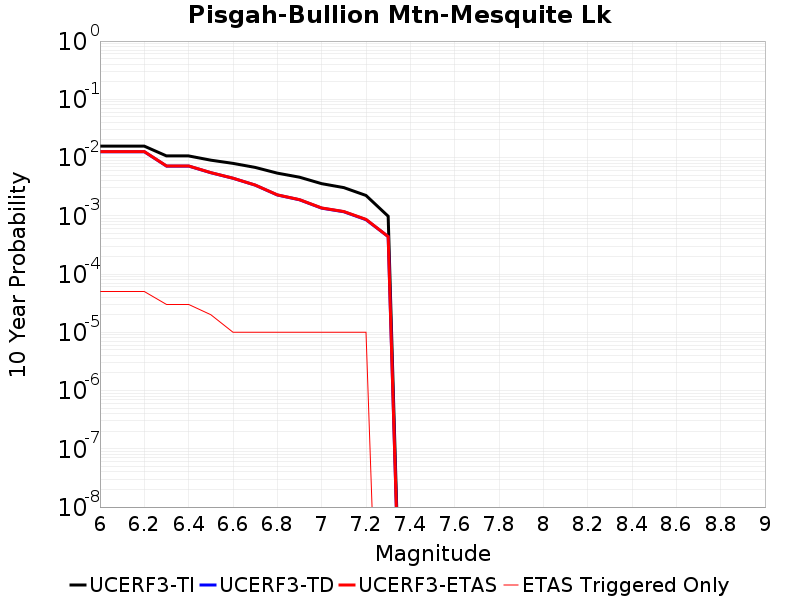 Pisgah-Bullion Mtn-Mesquite Lk
10 Year Probability
10^0
10^-1
10^-2
10^-3
10^-4
10^-5
10^-6
10^-7
10^-8
6 6.2 6.4 6.6 6.8 7 7.2 7.4 7.6 7.8 8 8.2 8.4 8.6 8.8 9
Magnitude
UCERF3-TI UCERF3-TD UCERF3-ETAS ETAS Triggered Only